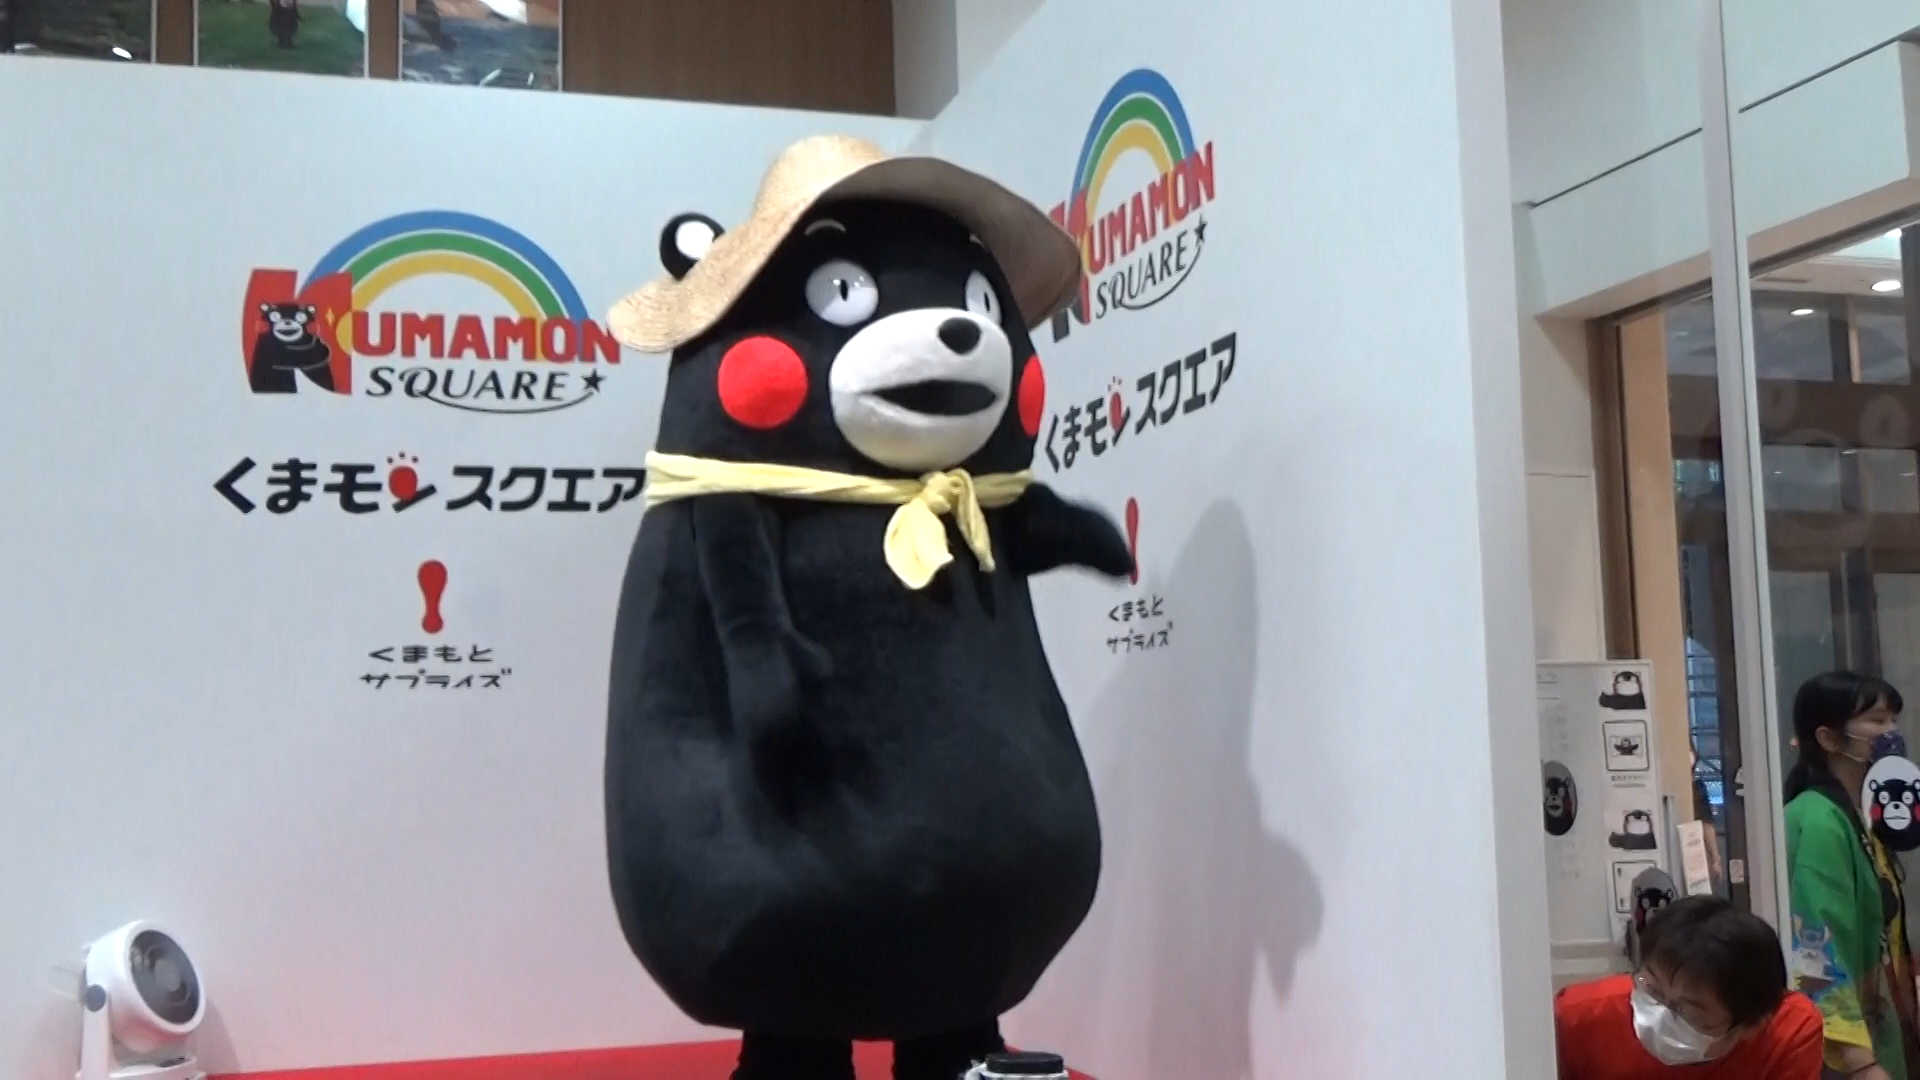 KUMAMON
SQUARE
くまモン スクエア
くまもと
サプライズ
KUMAMON
SQUARE
くまモン スクエア
くまもと
サプライズ